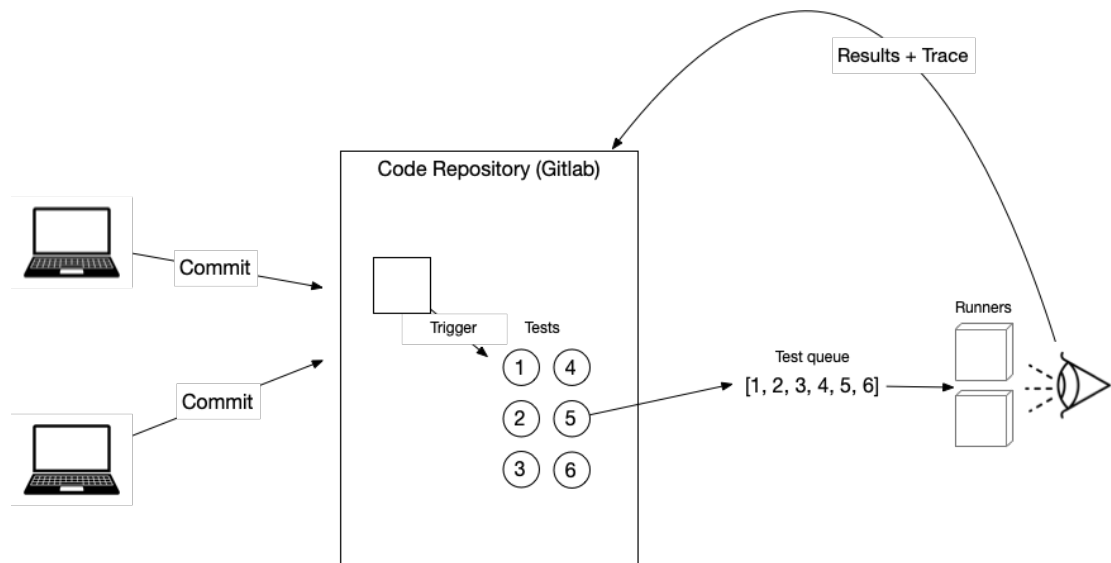 Results + Trace
Code Repository (Gitlab)
Commit
Trigger
Tests
Runners
1
4
Test queue
[1, 2, 3, 4, 5, 6]
Commit
2
5
3
6